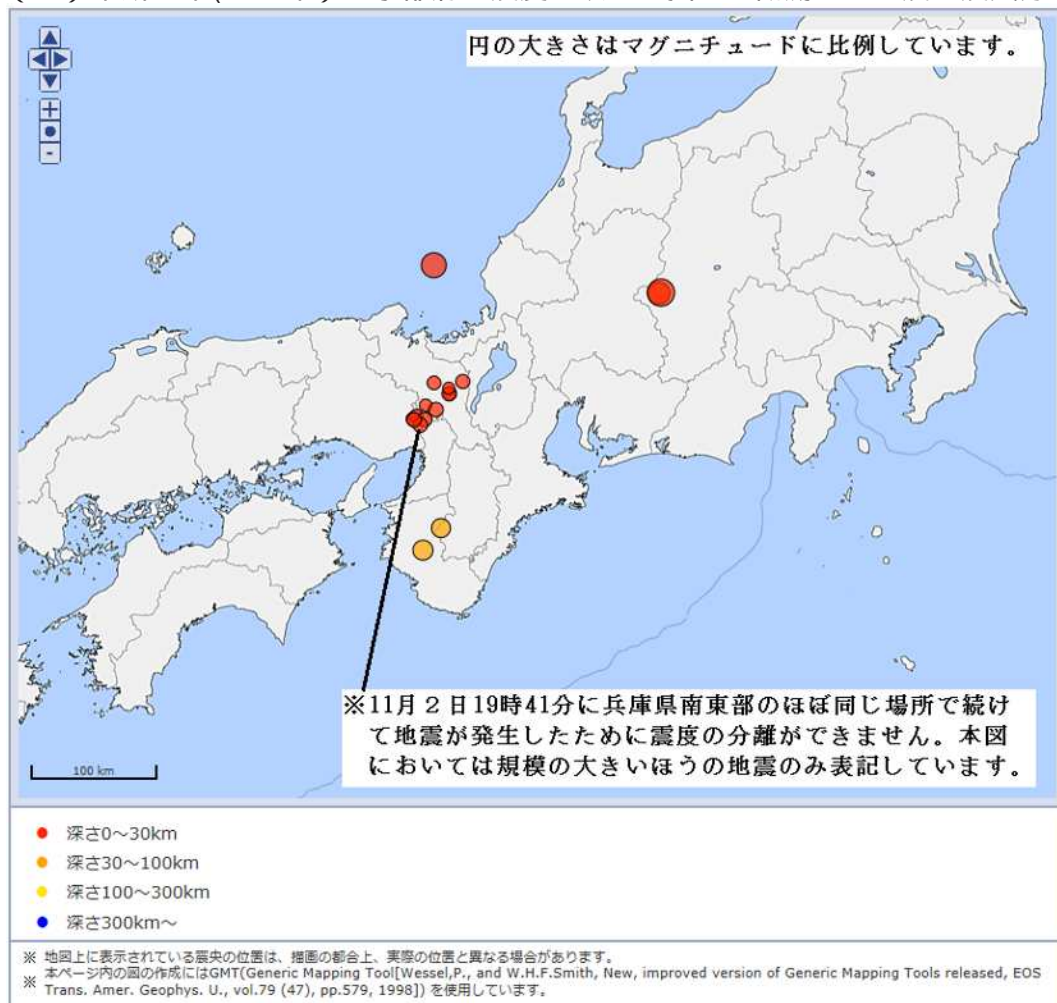 円の大きさはマグニチュードに比例しています。
+
-
※11月２日19時41分に兵庫県南東部のほぼ同じ場所で続け
て地震が発生したために震度の分離ができません。本図
においては規模の大きいほうの地震のみ表記しています。
100 km
深さ0～30km
深さ30～100km
深さ100～300km
深さ300km～
※ 地図上に表示されている震央の位置は、描画の都合上、実際の位置と異なる場合があります。
※ 本ページ内の図の作成にはGMT(Generic Mapping Tool[Wessel,P., and W.H.F.Smith, New, improved version of Generic Mapping Tools released, EOS
Trans. Amer. Geophys. U., vol.79 (47), pp.579, 1998]) を使用しています。